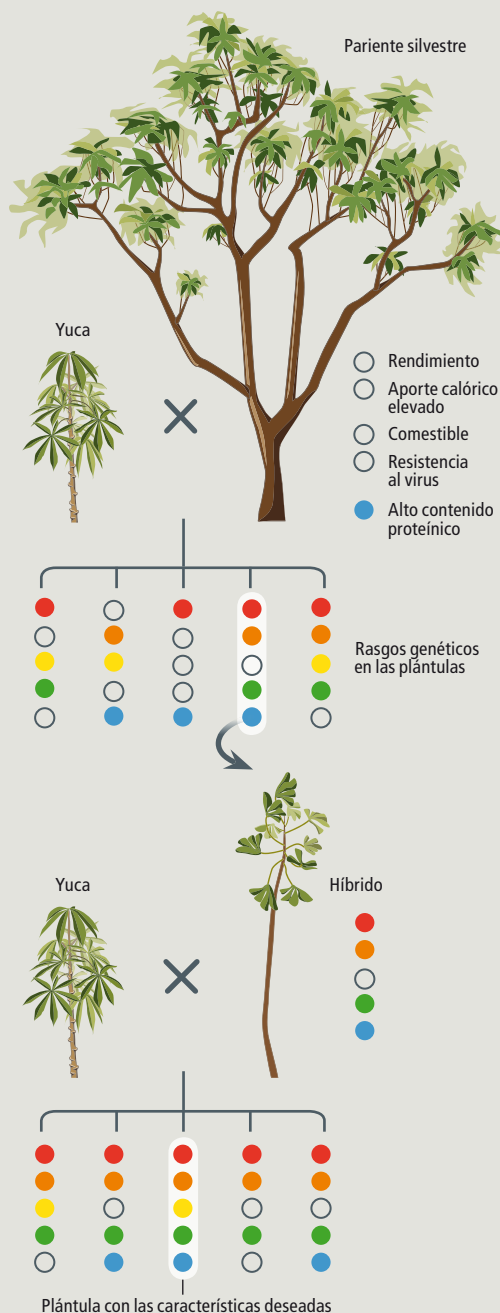 Pariente silvestre
Yuca
Rendimiento
Aporte calórico
elevado
Comestible
Resistencia
al virus
Alto contenido
proteínico
Rasgos genéticos
en las plántulas
Yuca
Híbrido
Plántula con las características deseadas